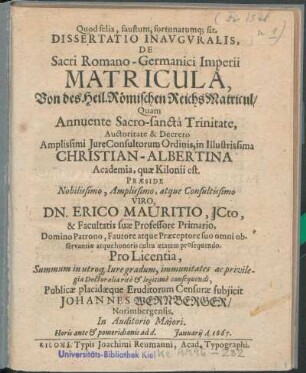 Quod felix, faustum, fortunatumq; sit.
DISSERTATIO INAVGVRALIS,
DE
Sacri Romano-Germanici Imperii
MATRICULA,
Von des Heil. Römischen Reichs Matricul/
Quam
Annuente Sacro-sanctâ Trinitate,
Auctoritate & Decreto
Amplissimi JureConsultorum Ordinis, in Illustrissima
CHRISTIAN-ALBERTINA
Academia, quæ Kilonii est.
PRÆSIDE
Nobilissimo, Amplissimo, atque Consultissimo
VIRO,
DN. ERICO MAURITIO, JCto,
& Facultatis suæ Professore Primario,
Domino Patrono, Fautore atque Præceptore suo omni ob-
servantiæ atque honoris cultu ætatem prosequendo.
Pro Licentia,
Summum in utroq; Jure gradum, immunitates ac privile-
gia Doctoralia ritè & legitimè consequendi,
Publicæ placidæque Eruditorum Censuræ subjicit
JOHANNES WERNBERGER/
Norimbergensis.
In Auditorio Majori.
Horis ante & pomeridianis ad d. Januarii A. 1667.
KILONI, Typis Joachimi Reumanni, Acad. Typographi.
Universitäts-Bibliothek Kiel